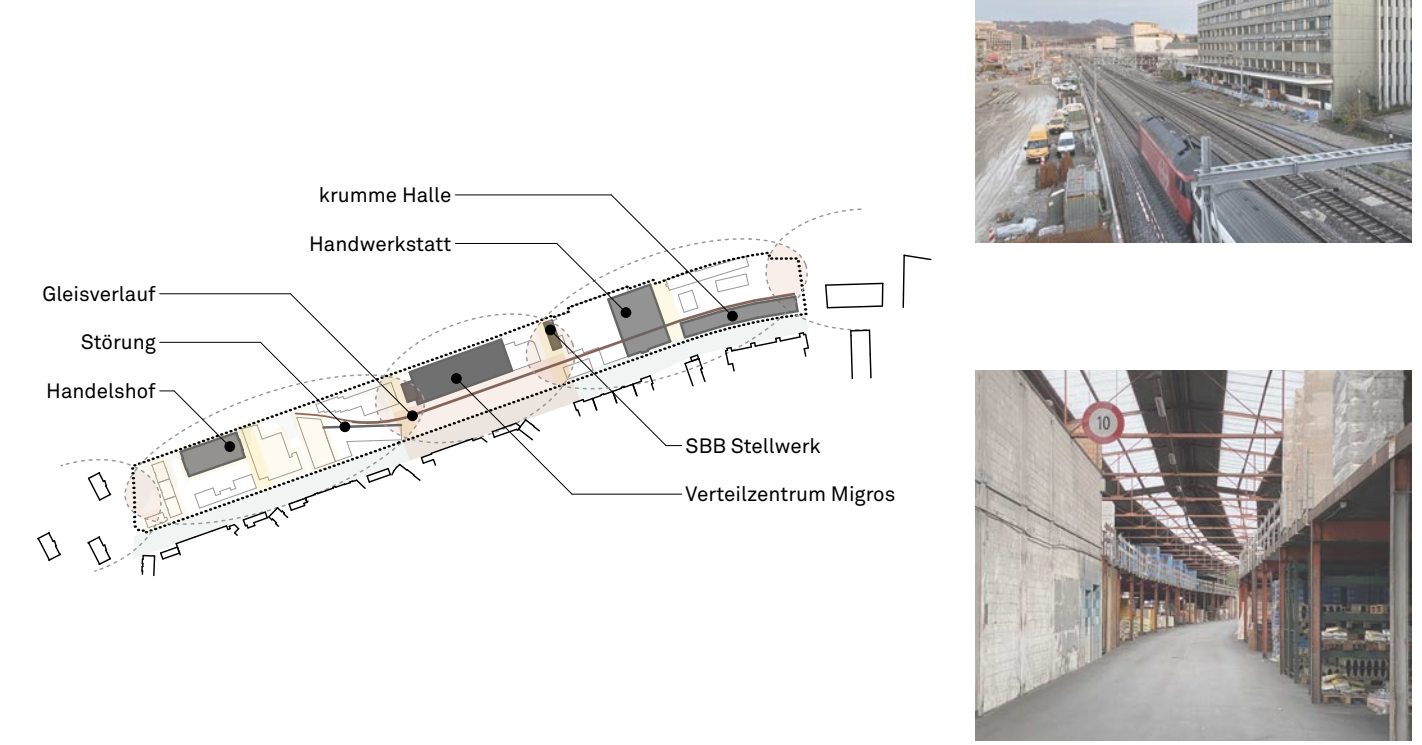 krumme Halle
Handwerkstatt
Gleisverlauf
Störung
Handelshof
SBB Stellwerk
Verteilzentrum Migros
10